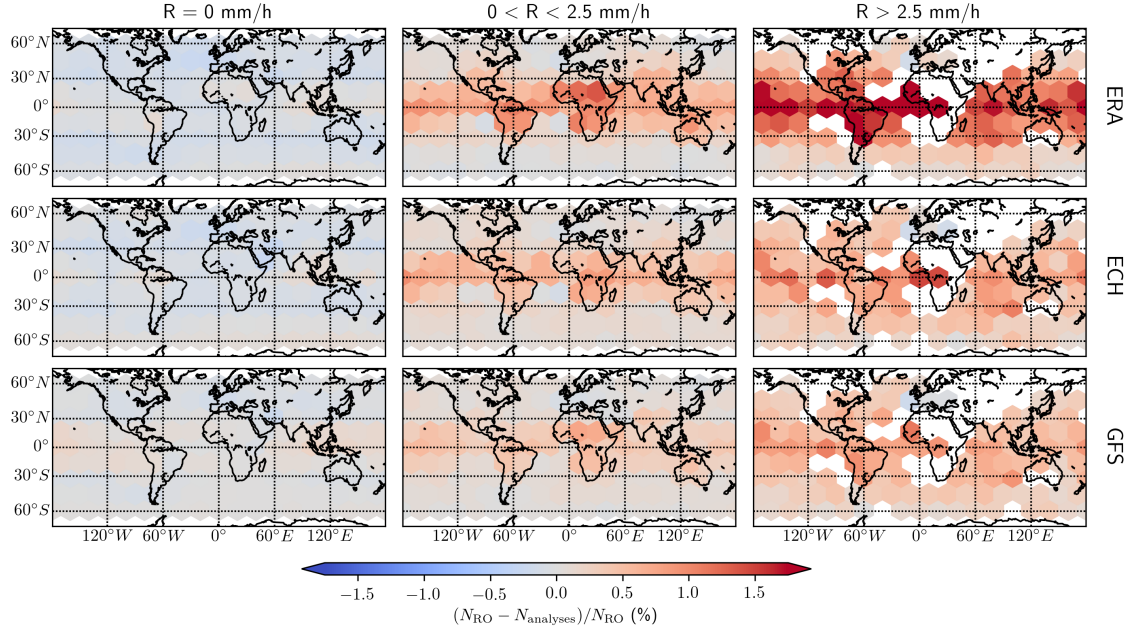 R = 0 mm/h
0 < R < 2.5 mm/h
R > 2.5 mm/h
60°N
30°N
0°
30°S
60°S
ERA
60°N
30°N
0°
30°S
60°S
ECH
60°N
30°N
0°
30°S
60°S
GFS
120°W 60°W 0° 60°E 120°E
120°W 60°W 0° 60°E 120°E
120°W 60°W 0° 60°E 120°E
−1.5 −1.0 −0.5 0.0 0.5 1.0 1.5
(N_RO − N_analyses)/N_RO (%)